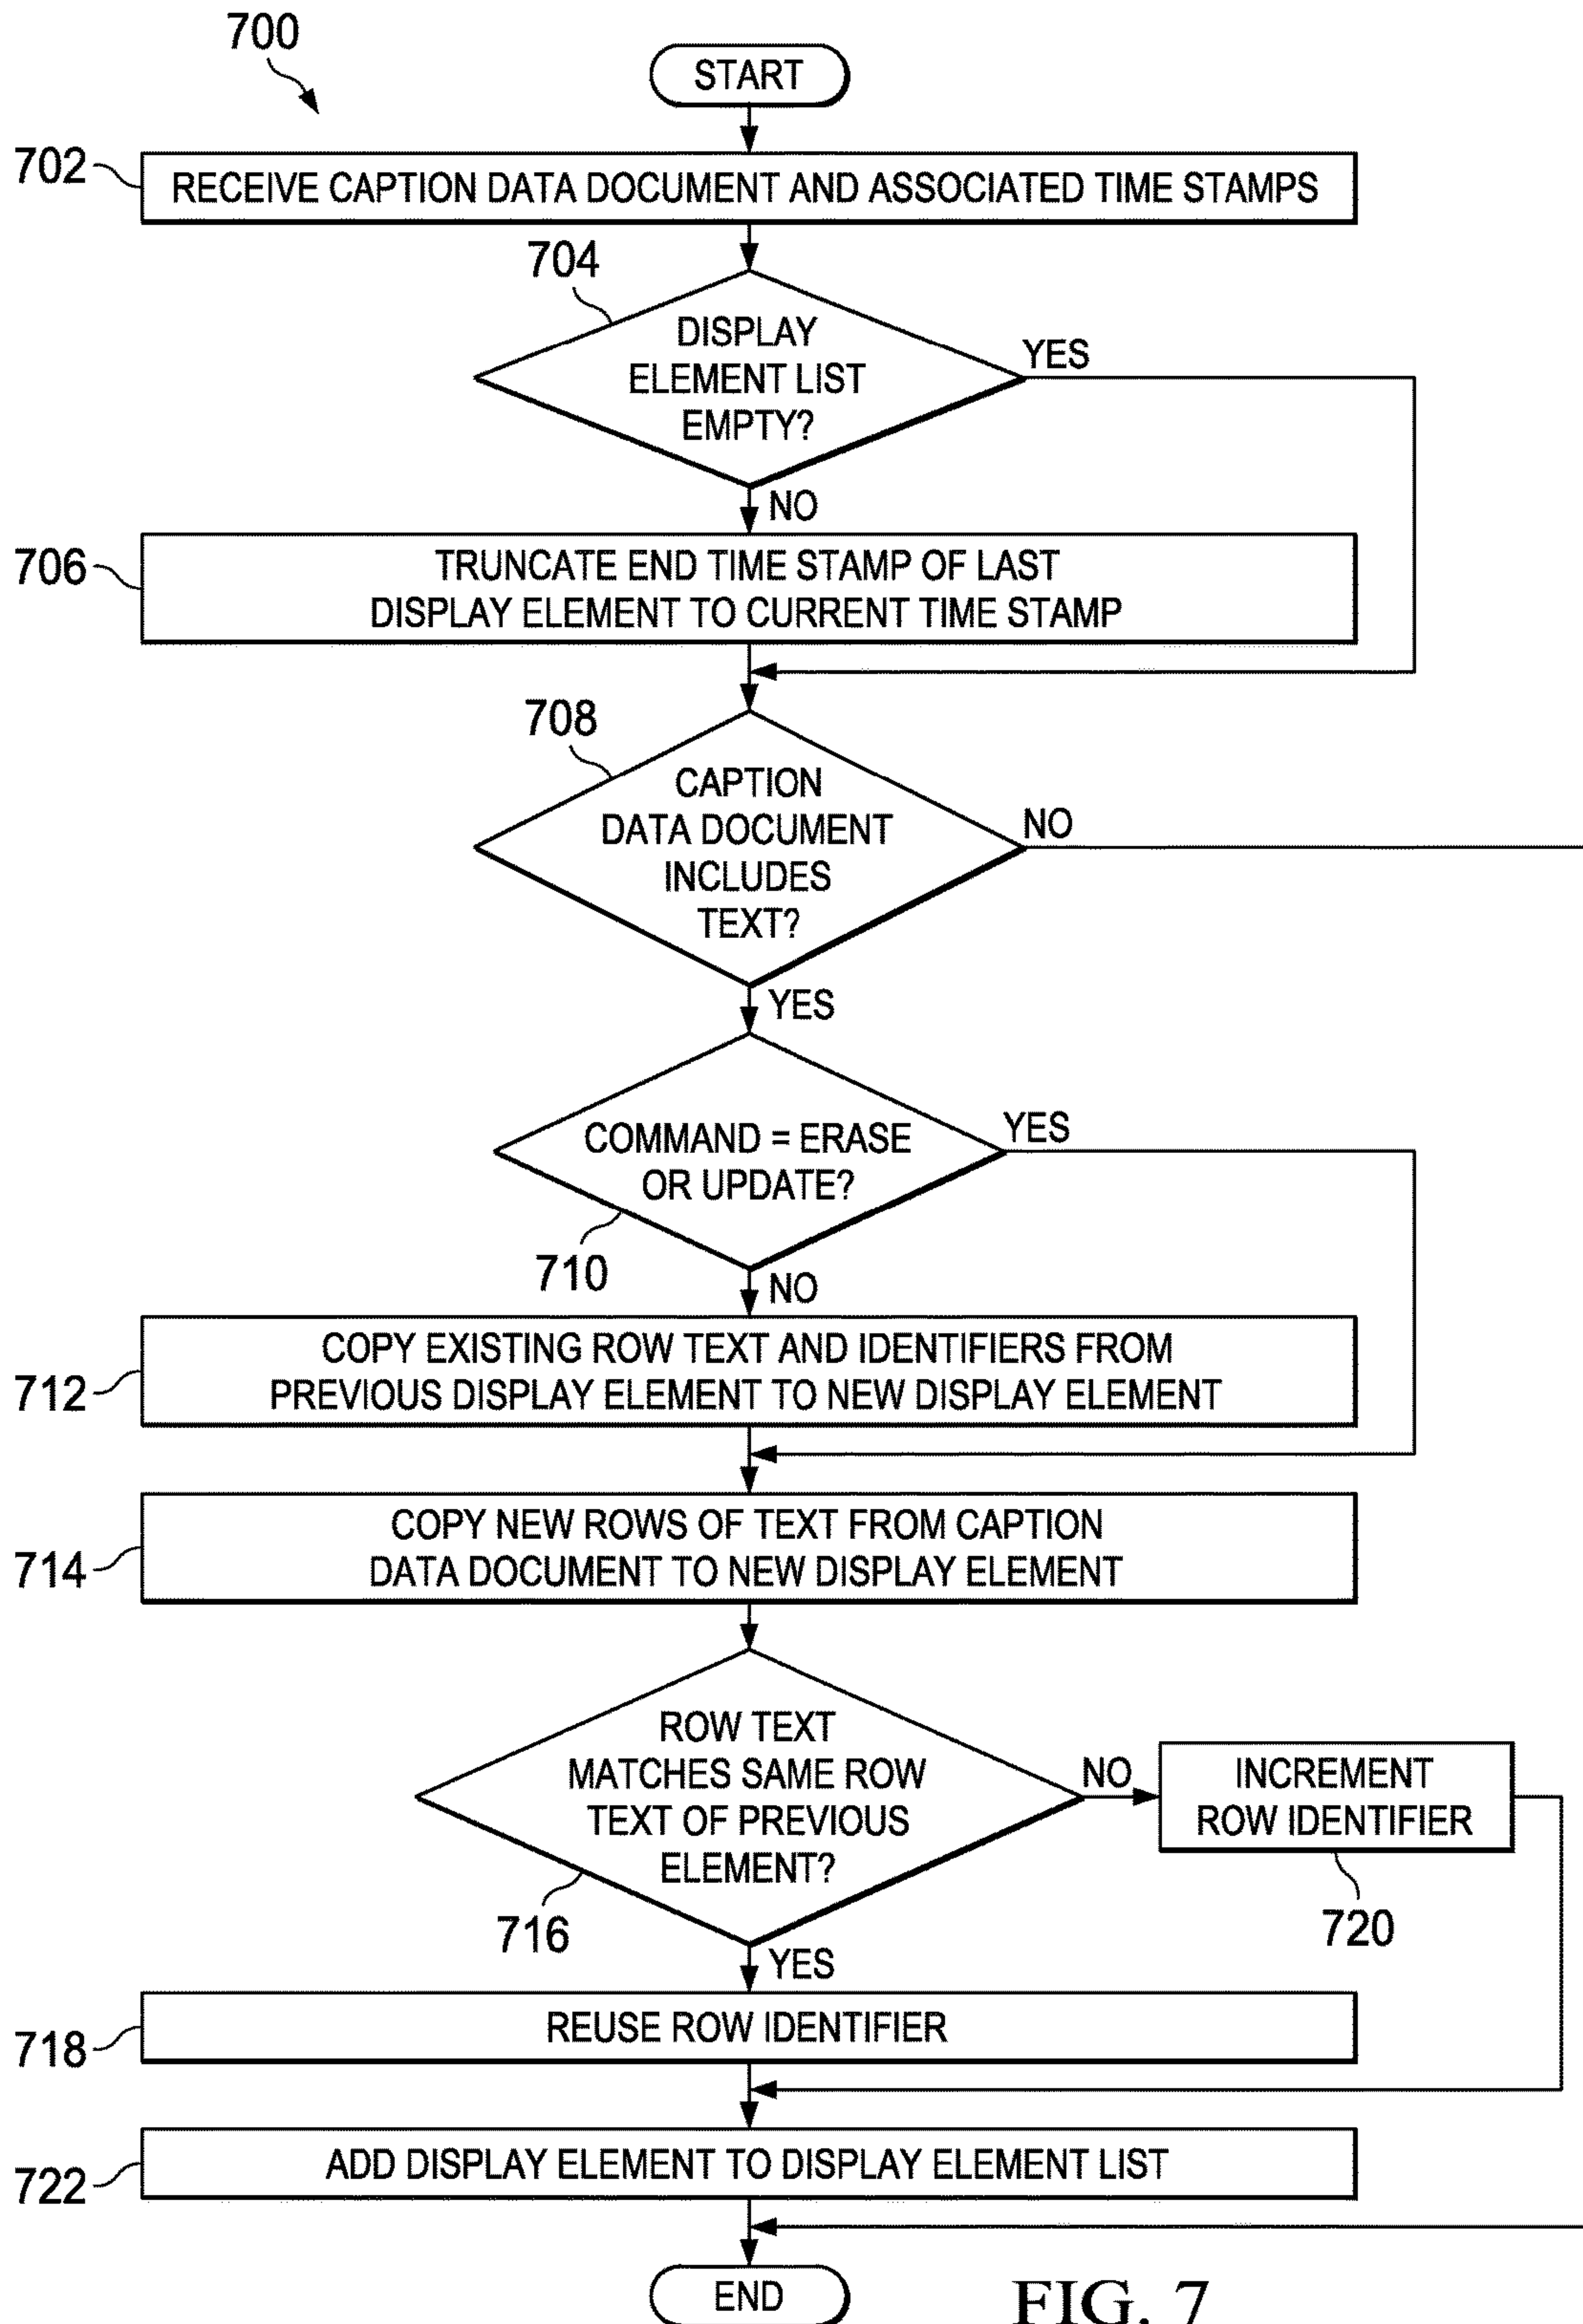 700
START
702
RECEIVE CAPTION DATA DOCUMENT AND ASSOCIATED TIME STAMPS
704
DISPLAY
ELEMENT LIST
EMPTY?
YES
NO
706
TRUNCATE END TIME STAMP OF LAST
DISPLAY ELEMENT TO CURRENT TIME STAMP
708
CAPTION
DATA DOCUMENT
INCLUDES
TEXT?
NO
YES
COMMAND = ERASE
OR UPDATE?
YES
710
NO
712
COPY EXISTING ROW TEXT AND IDENTIFIERS FROM
PREVIOUS DISPLAY ELEMENT TO NEW DISPLAY ELEMENT
714
COPY NEW ROWS OF TEXT FROM CAPTION
DATA DOCUMENT TO NEW DISPLAY ELEMENT
ROW TEXT
MATCHES SAME ROW
TEXT OF PREVIOUS
ELEMENT?
NO
INCREMENT
ROW IDENTIFIER
716
720
YES
718
REUSE ROW IDENTIFIER
722
ADD DISPLAY ELEMENT TO DISPLAY ELEMENT LIST
END
FIG. 7